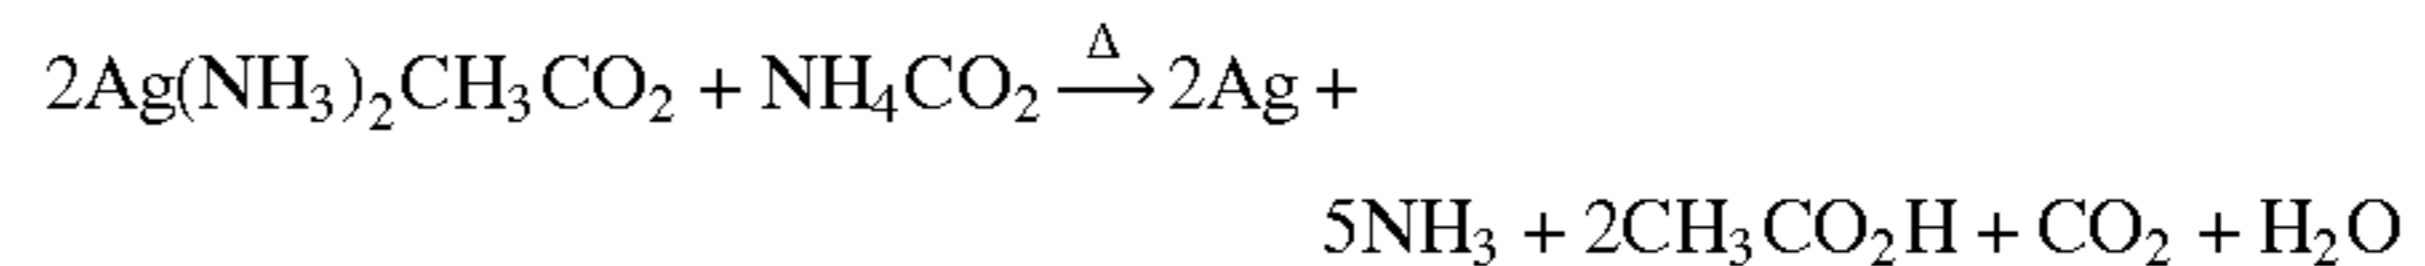 2Ag(NH₃)₂CH₃CO₂ + NH₄CO₂ —Δ→ 2Ag +
5NH₃ + 2CH₃CO₂H + CO₂ + H₂O